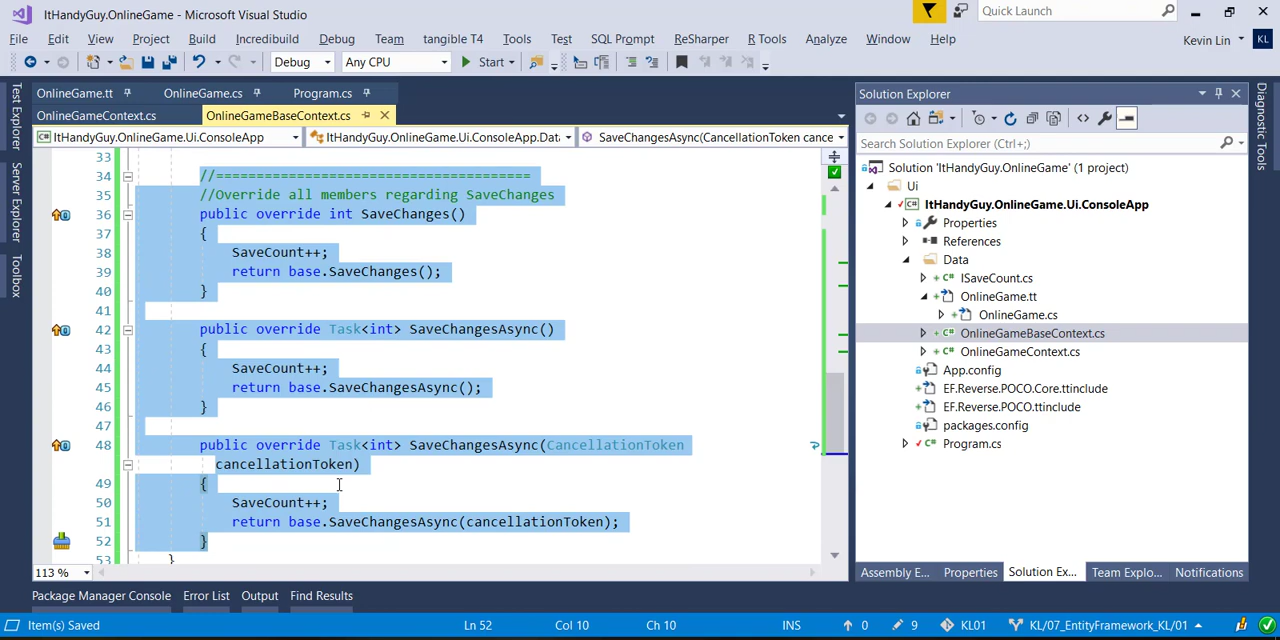 ItHandyGuy.OnlineGame - Microsoft Visual Studio
Quick Launch
File Edit View Project Build Incredibuild Debug Team tangible T4 Tools Test SQL Prompt ReSharper R Tools Analyze Window Help
Kevin Lin KL
Debug Any CPU Start
OnlineGame.tt OnlineGame.cs Program.cs
OnlineGameContext.cs OnlineGameBaseContext.cs
ItHandyGuy.OnlineGame.Ui.ConsoleApp ItHandyGuy.OnlineGame.Ui.ConsoleApp.Data SaveChangesAsync(CancellationToken cance
Test Explorer
Server Explorer
Toolbox
33
34 //=======================================
35 //Override all members regarding SaveChanges
36 public override int SaveChanges()
37 {
38 SaveCount++;
39 return base.SaveChanges();
40 }
41
42 public override Task<int> SaveChangesAsync()
43 {
44 SaveCount++;
45 return base.SaveChangesAsync();
46 }
47
48 public override Task<int> SaveChangesAsync(CancellationToken
cancellationToken)
49 {
50 SaveCount++;
51 return base.SaveChangesAsync(cancellationToken);
52 }
53 }
113 %
Solution Explorer
Search Solution Explorer (Ctrl+;)
Solution 'ItHandyGuy.OnlineGame' (1 project)
Ui
ItHandyGuy.OnlineGame.Ui.ConsoleApp
Properties
References
Data
ISaveCount.cs
OnlineGame.tt
OnlineGame.cs
OnlineGameBaseContext.cs
OnlineGameContext.cs
App.config
EF.Reverse.POCO.Core.ttinclude
EF.Reverse.POCO.ttinclude
packages.config
Program.cs
Diagnostic Tools
Assembly E... Properties Solution Ex... Team Explo... Notifications
Package Manager Console Error List Output Find Results
Item(s) Saved Ln 52 Col 10 Ch 10 INS 0 9 KL01 KL/07_EntityFramework_KL/01